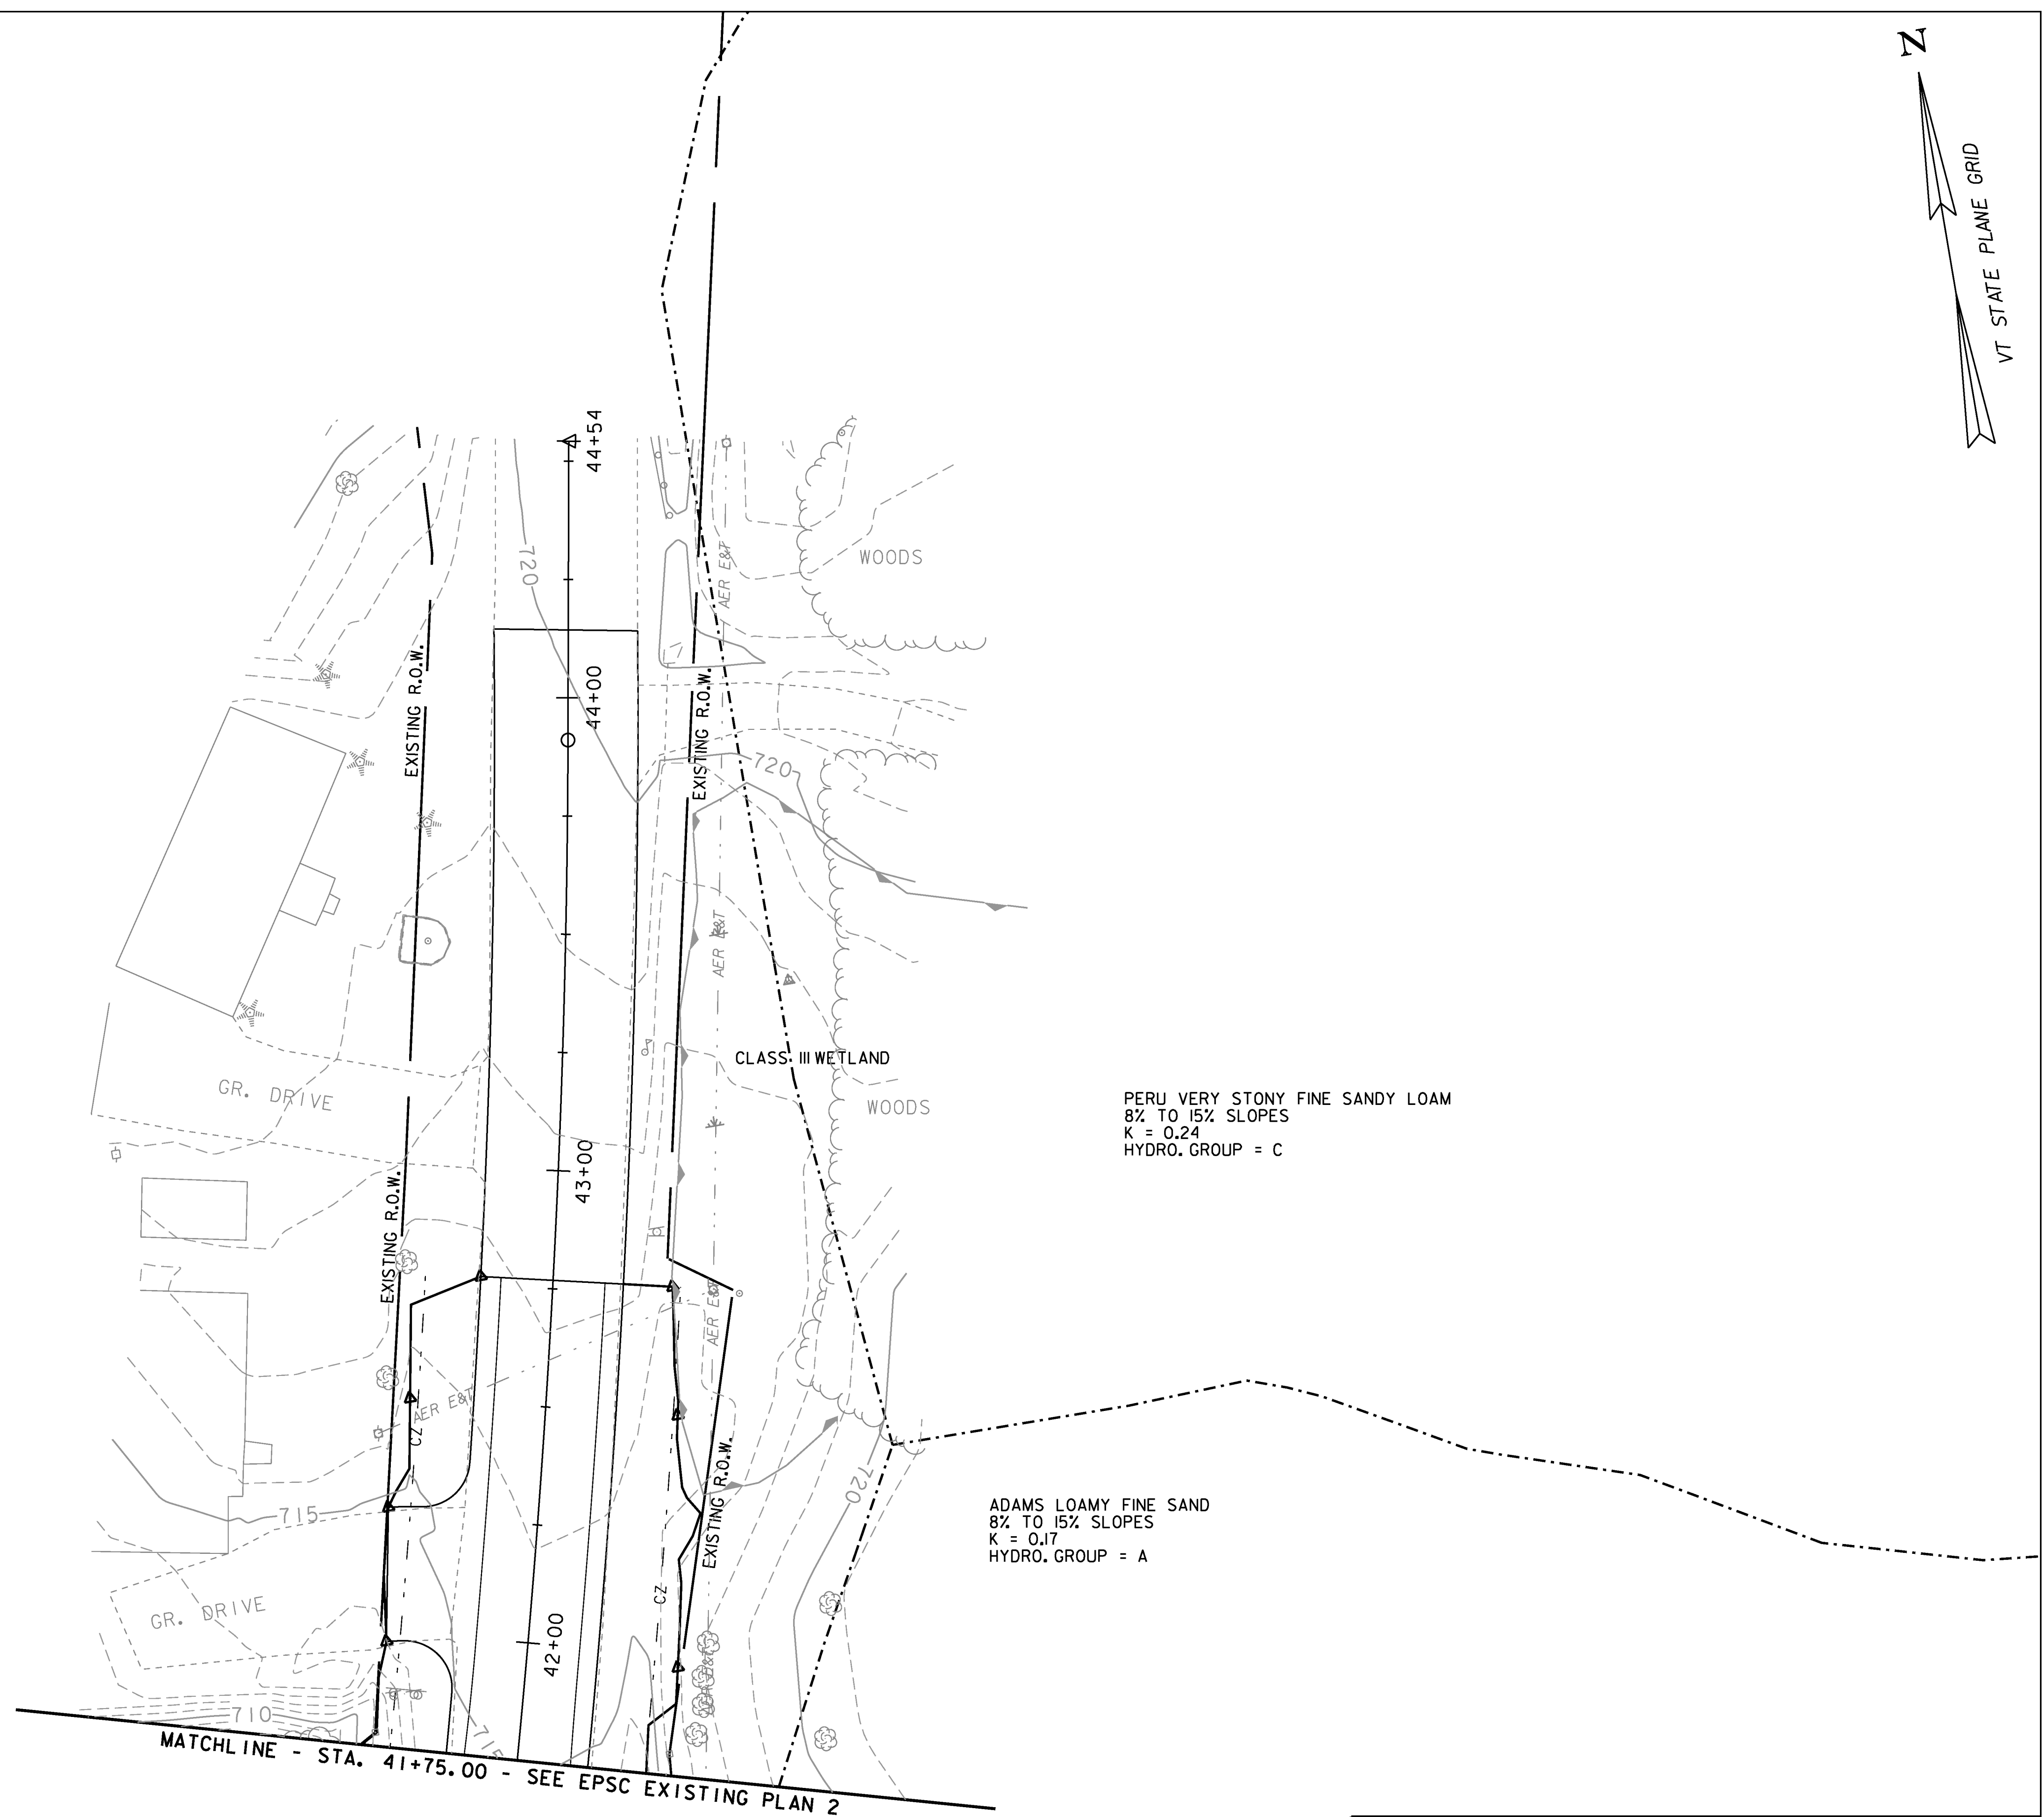 N
VT STATE PLANE GRID
44+54
720
AER E&T
WOODS
EXISTING R.O.W.
44+00
EXISTING R.O.W.
720
AER E&T
CLASS III WETLAND
GR. DRIVE
WOODS
PERU VERY STONY FINE SANDY LOAM
8% TO 15% SLOPES
K = 0.24
HYDRO. GROUP = C
43+00
EXISTING R.O.W.
AER E&T
AER E&T
CZ
EXISTING R.O.W.
720
715
ADAMS LOAMY FINE SAND
8% TO 15% SLOPES
K = 0.17
HYDRO. GROUP = A
CZ
GR. DRIVE
42+00
AER E&T
710
715
MATCHLINE - STA. 41+75.00 - SEE EPSC EXISTING PLAN 2